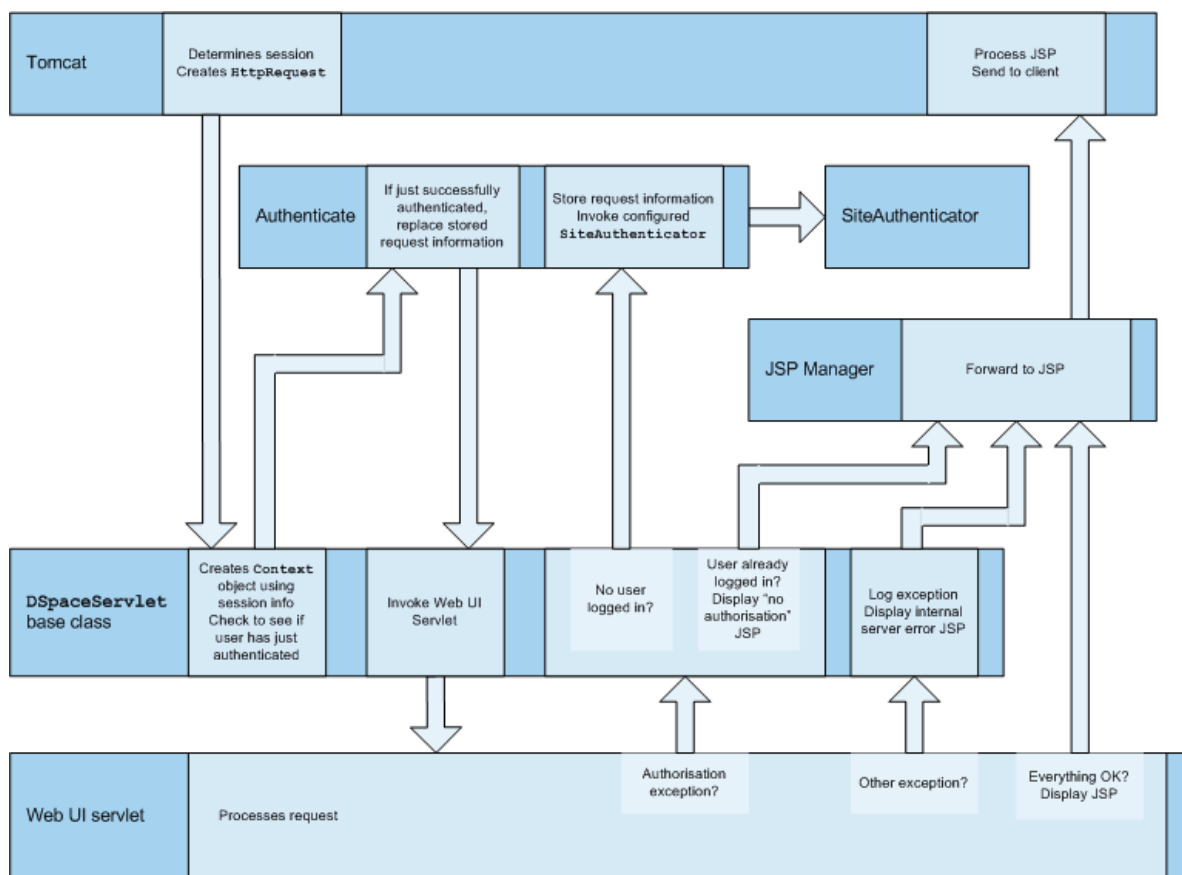 Tomcat
Determines session
Creates HttpRequest
Process JSP
Send to client
Authenticate
If just successfully
authenticated,
replace stored
request information
Store request information
Invoke configured
SiteAuthenticator
SiteAuthenticator
JSP Manager
Forward to JSP
DSpaceServlet
base class
Creates Context
object using
session info
Check to see if
user has just
authenticated
Invoke Web UI
Servlet
No user
logged in?
User already
logged in?
Display “no
authorisation”
JSP
Log exception
Display internal
server error JSP
Web UI servlet
Processes request
Authorisation
exception?
Other exception?
Everything OK?
Display JSP